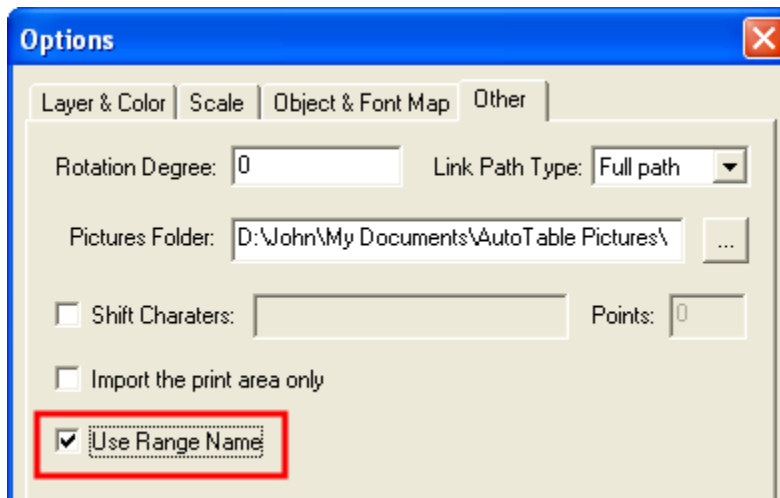 Options
Layer & Color Scale Object & Font Map Other
Rotation Degree: 0 Link Path Type: Full path
Pictures Folder: D:\John\My Documents\AutoTable Pictures\ ...
Shift Charaters: Points: 0
Import the print area only
Use Range Name